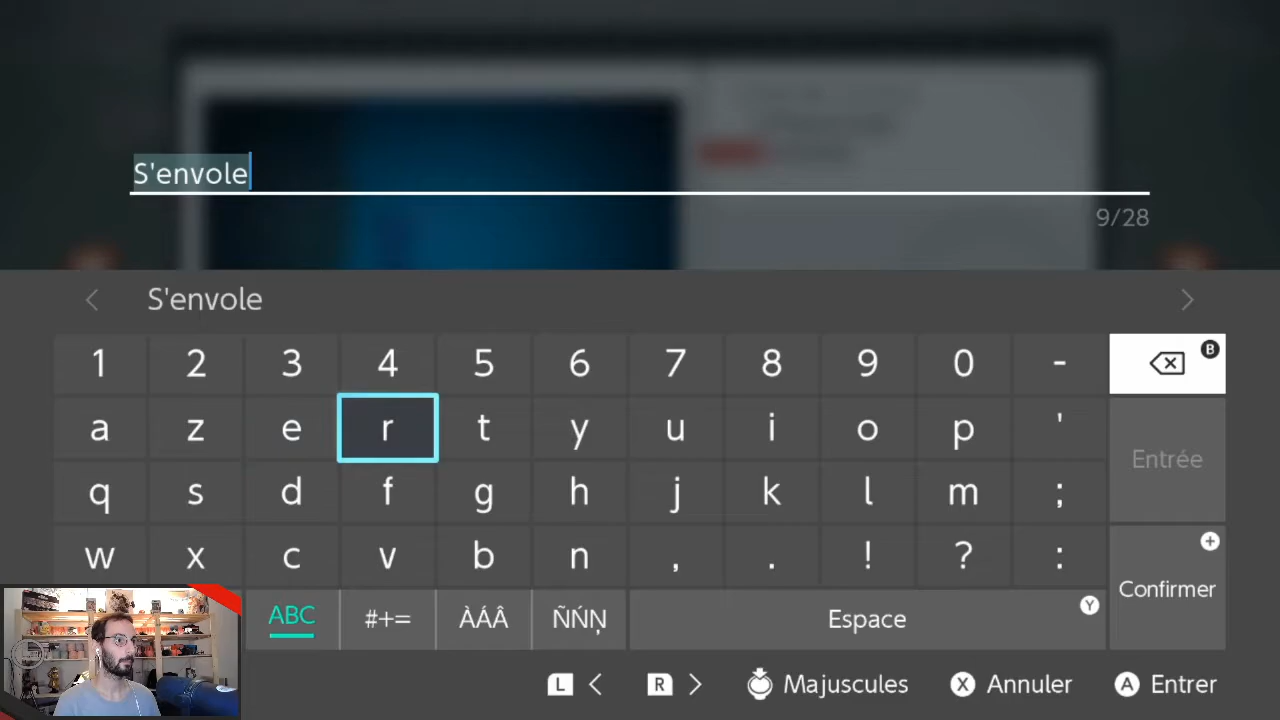 S'envole
9/28
S'envole
1 2 3 4 5 6 7 8 9 0 - B
a z e r t y u i o p '
Entrée
q s d f g h j k l m ;
w x c v b n , . ! ? : +
Confirmer
ABC #+= ÀÁÂ ÑŃŅ Espace Y
L < R > Majuscules X Annuler A Entrer